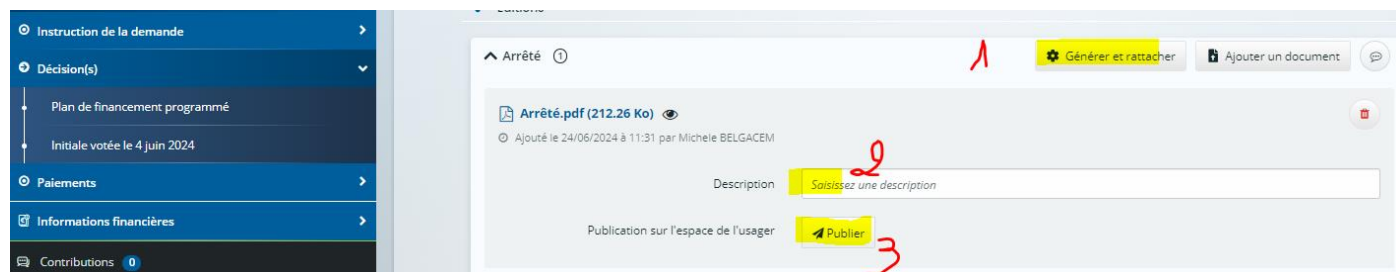 Instruction de la demande
Décision(s)
Plan de financement programmé
Initiale votée le 4 juin 2024
Paiements
Informations financières
Contributions 0
Editions
Arrêté 1
1
Générer et rattacher
Ajouter un document
Arrêté.pdf (212.26 Ko)
Ajouté le 24/06/2024 à 11:31 par Michele BELGACEM
2
Description
Saisissez une description
Publication sur l'espace de l'usager
Publier
3